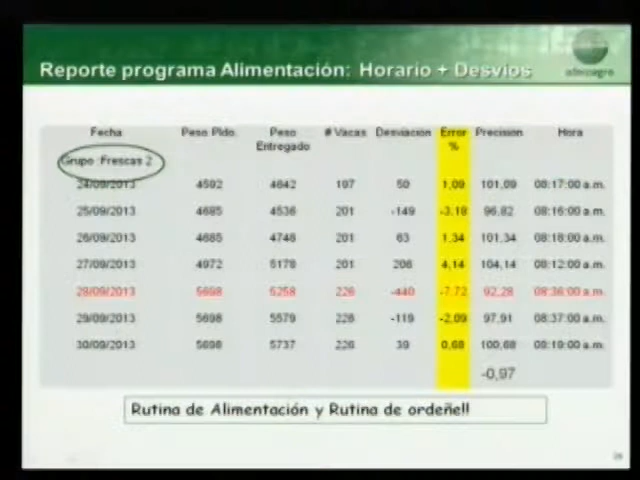 Reporte programa Alimentación: Horario + Desvíos
Fecha Peso Pldo. Peso Entregado # Vacas Desviación Error % Precision Hora
Grupo :Frescas 2
24/09/2013 4592 4642 197 50 1,09 101,09 08:17:00 a.m.
25/09/2013 4685 4536 201 -149 -3,18 96,82 08:16:00 a.m.
26/09/2013 4685 4748 201 63 1,34 101,34 08:18:00 a.m.
27/09/2013 4972 5178 201 206 4,14 104,14 08:12:00 a.m.
28/09/2013 5698 5258 226 -440 -7,72 92,28 08:36:00 a.m.
29/09/2013 5698 5579 226 -119 -2,09 97,91 08:37:00 a.m.
30/09/2013 5698 5737 226 39 0,68 100,68 08:19:00 a.m.
-0,97
Rutina de Alimentación y Rutina de ordeñe!!